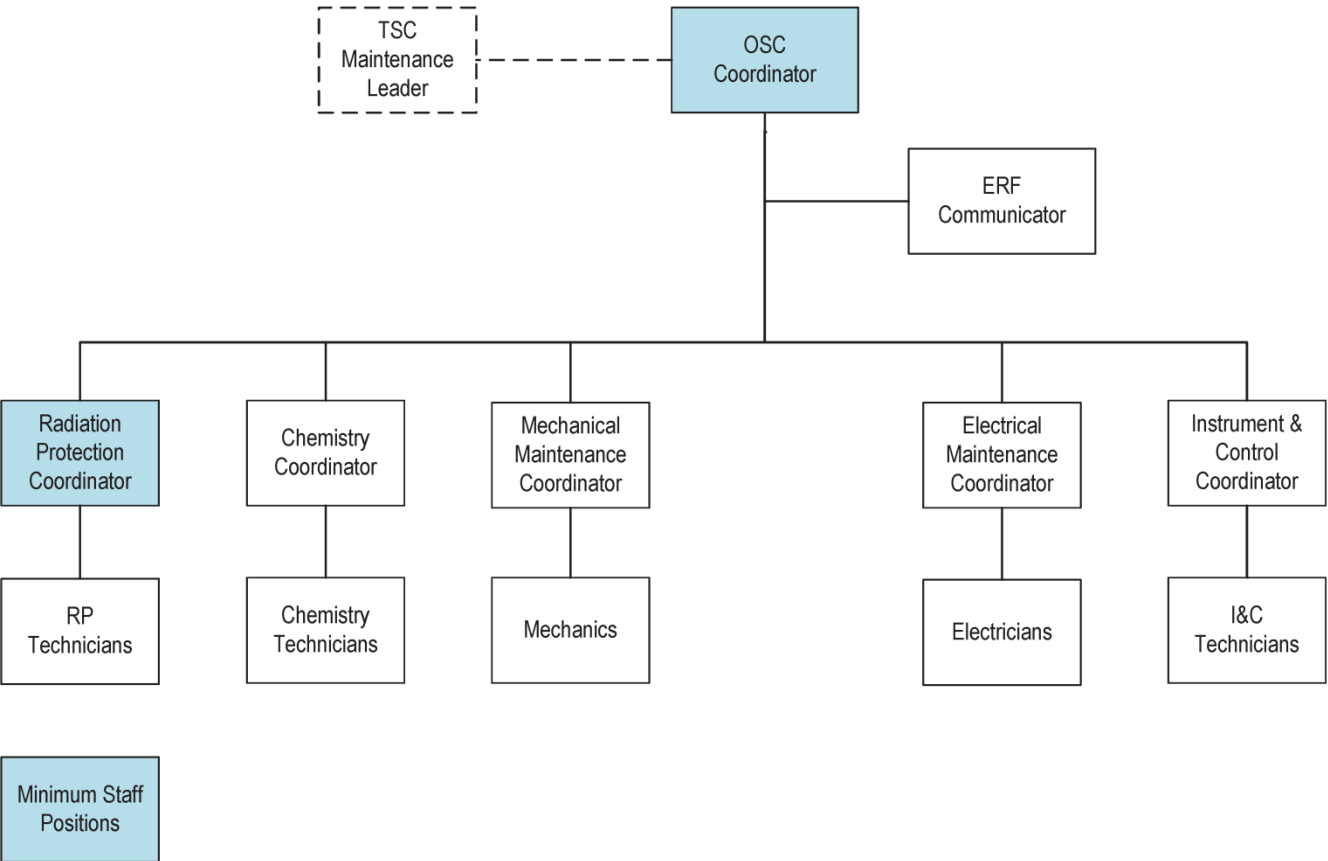 TSC
Maintenance
Leader
OSC
Coordinator
ERF
Communicator
Radiation
Protection
Coordinator
Chemistry
Coordinator
Mechanical
Maintenance
Coordinator
Electrical
Maintenance
Coordinator
Instrument &
Control
Coordinator
RP
Technicians
Chemistry
Technicians
Mechanics
Electricians
I&C
Technicians
Minimum Staff
Positions